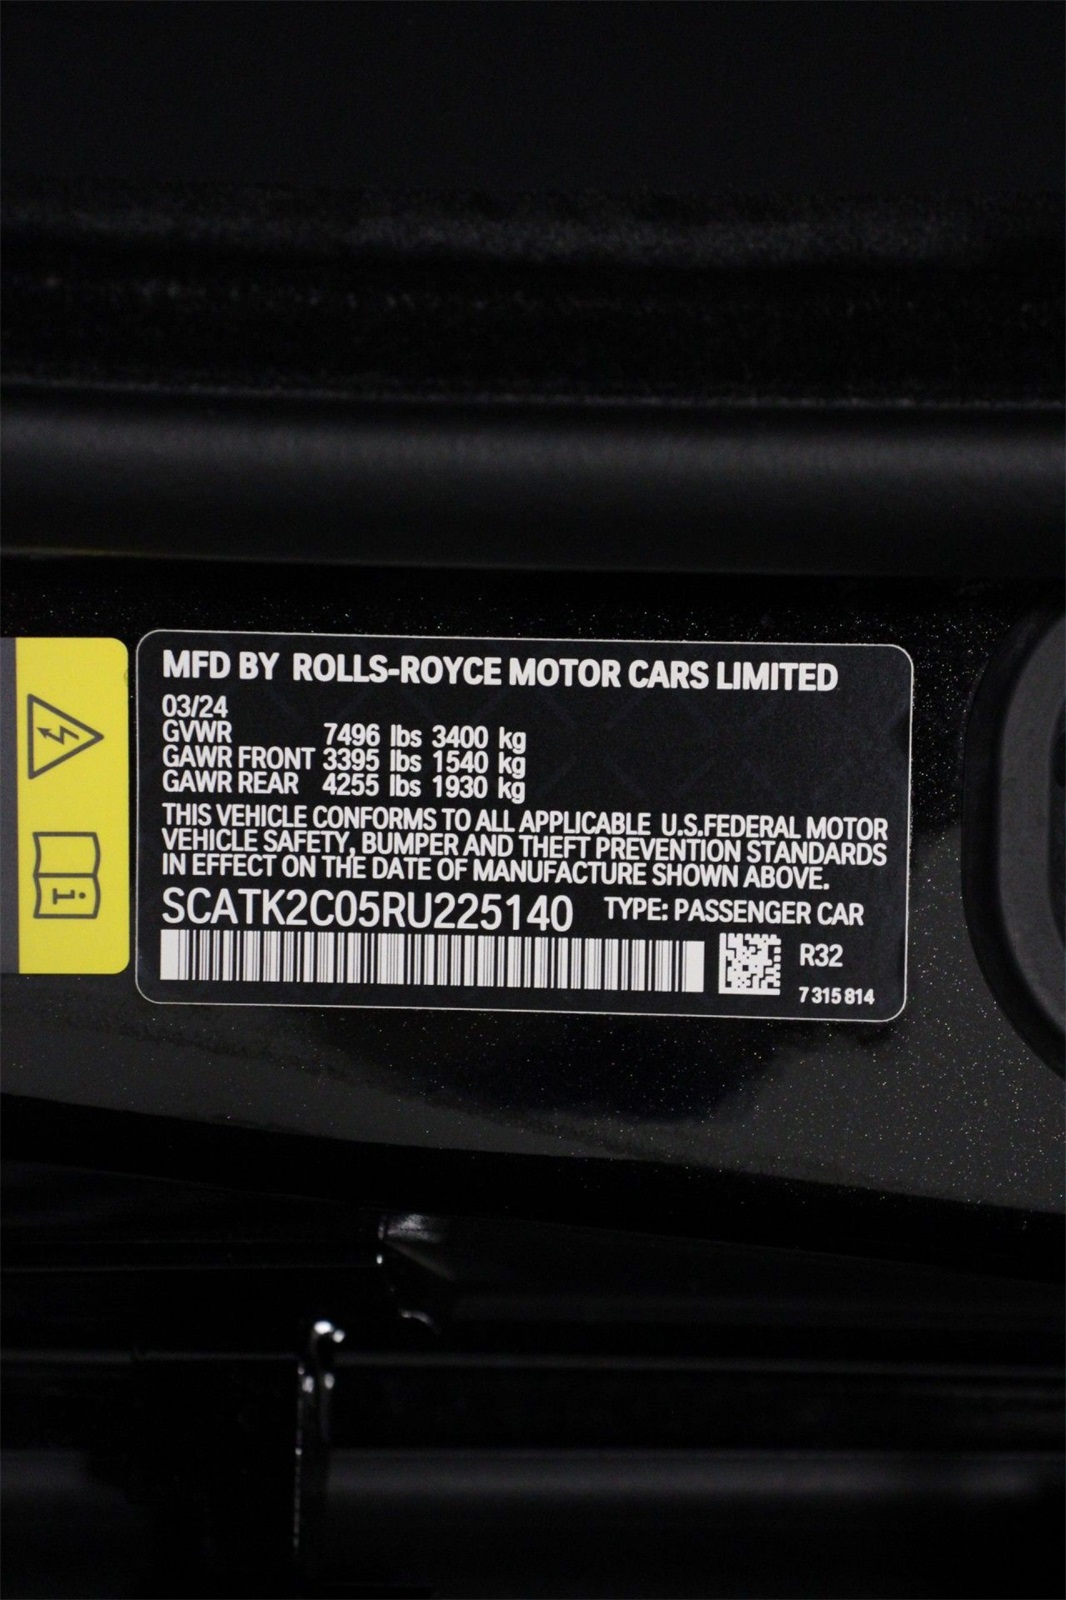 MFD BY ROLLS-ROYCE MOTOR CARS LIMITED
03/24
GVWR 7496 lbs 3400 kg
GAWR FRONT 3395 lbs 1540 kg
GAWR REAR 4255 lbs 1930 kg
THIS VEHICLE CONFORMS TO ALL APPLICABLE U.S.FEDERAL MOTOR
VEHICLE SAFETY, BUMPER AND THEFT PREVENTION STANDARDS
IN EFFECT ON THE DATE OF MANUFACTURE SHOWN ABOVE.
SCATK2C05RU225140 TYPE: PASSENGER CAR
R32
7 315 814